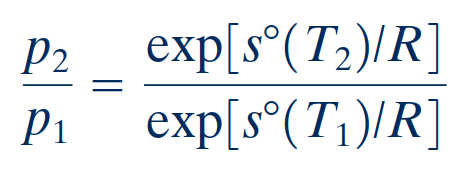 p₂/p₁ = exp[s°(T₂)/R] / exp[s°(T₁)/R]